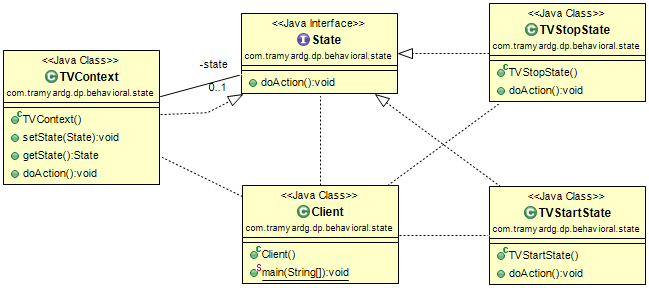 <<Java Class>>
TVContext
com.tramyardg.dp.behavioral.state
TVContext()
setState(State):void
getState():State
doAction():void
-state
0..1
<<Java Interface>>
State
com.tramyardg.dp.behavioral.state
doAction():void
<<Java Class>>
TVStopState
com.tramyardg.dp.behavioral.state
TVStopState()
doAction():void
<<Java Class>>
Client
com.tramyardg.dp.behavioral.state
Client()
main(String[]):void
<<Java Class>>
TVStartState
com.tramyardg.dp.behavioral.state
TVStartState()
doAction():void